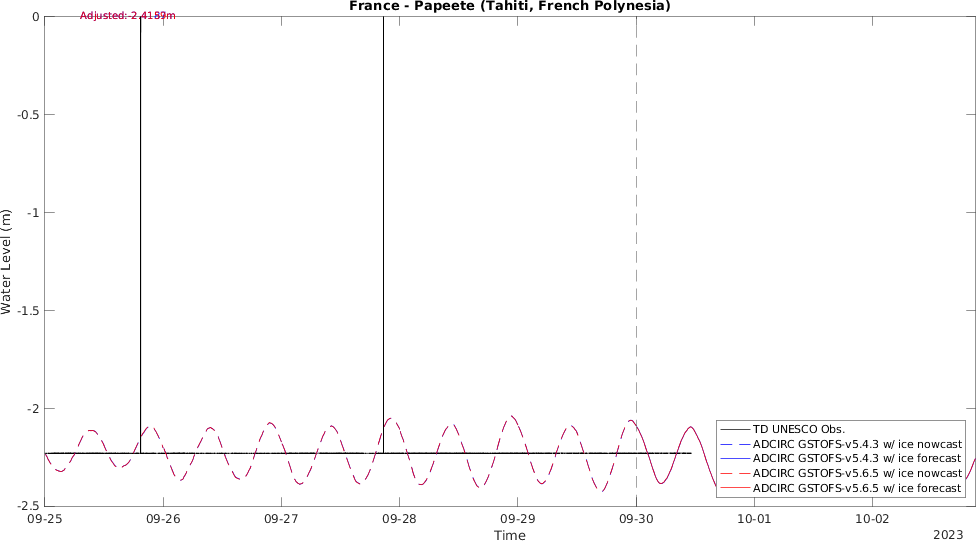 France - Papeete (Tahiti, French Polynesia)
0
-0.5
-1
-1.5
-2
-2.5
Water Level (m)
09-25
09-26
09-27
09-28
09-29
09-30
10-01
10-02
Time
2023
TD UNESCO Obs.
ADCIRC GSTOFS-v5.4.3 w/ ice nowcast
ADCIRC GSTOFS-v5.4.3 w/ ice forecast
ADCIRC GSTOFS-v5.6.5 w/ ice nowcast
ADCIRC GSTOFS-v5.6.5 w/ ice forecast
Adjusted: